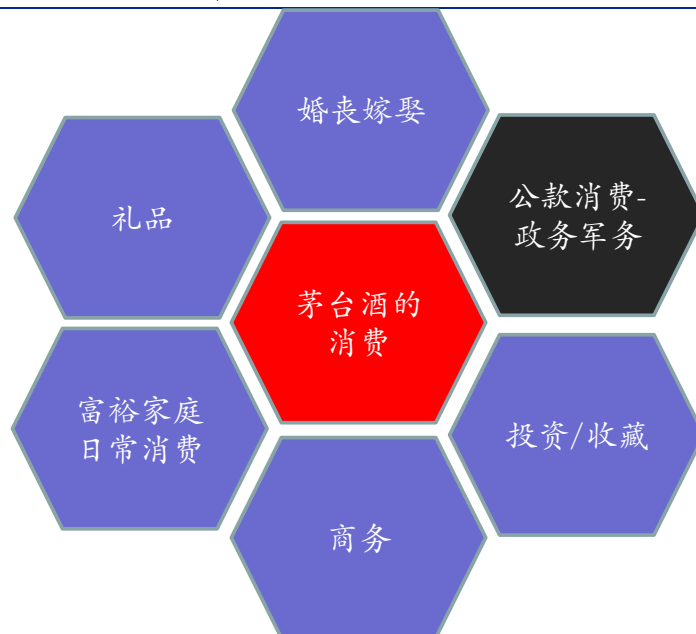 婚丧嫁娶
礼品
公款消费-
政务军务
茅台酒的
消费
富裕家庭
日常消费
投资/收藏
商务